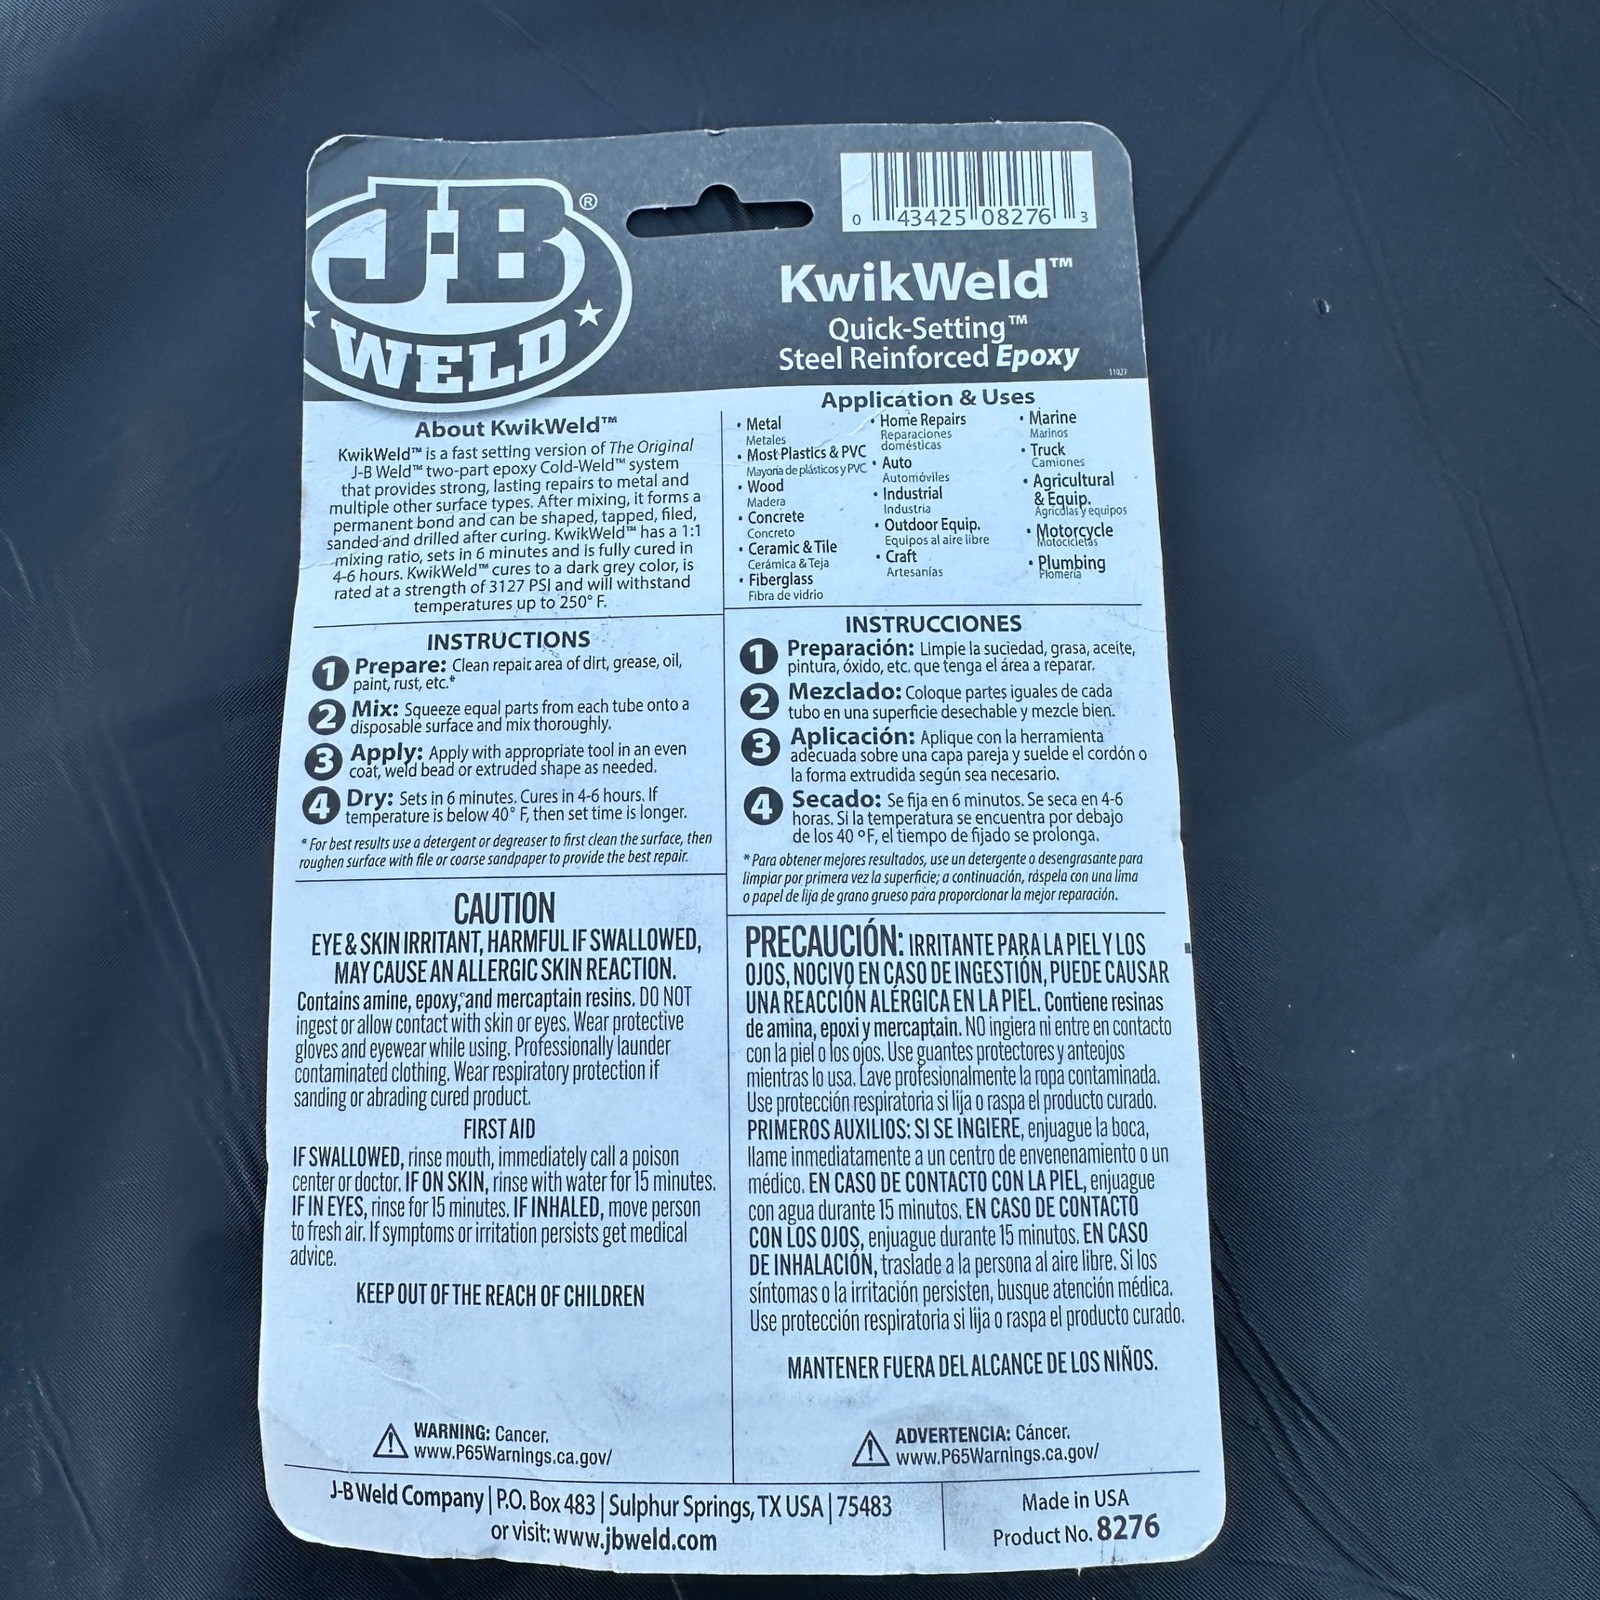 J-B®
WELD
0 43425 08276 3
KwikWeld™
Quick-Setting™
Steel Reinforced Epoxy
About KwikWeld™
KwikWeld™ is a fast setting version of The Original
J-B Weld™ two-part epoxy Cold-Weld™ system
that provides strong, lasting repairs to metal and
multiple other surface types. After mixing, it forms a
permanent bond and can be shaped, tapped, filed,
sanded and drilled after curing. KwikWeld™ has a 1:1
mixing ratio, sets in 6 minutes and is fully cured in
4-6 hours. KwikWeld™ cures to a dark grey color, is
rated at a strength of 3127 PSI and will withstand
temperatures up to 250° F.
Application & Uses
• Metal
Metales
• Most Plastics & PVC
Mayoría de plásticos y PVC
• Wood
Madera
• Concrete
Concreto
• Ceramic & Tile
Cerámica & Teja
• Fiberglass
Fibra de vidrio
• Home Repairs
Reparaciones
domésticas
• Auto
Automóviles
• Industrial
Industria
• Outdoor Equip.
Equipos al aire libre
• Craft
Artesanías
• Marine
Marinos
• Truck
Camiones
• Agricultural
& Equip.
Agrícolas y equipos
• Motorcycle
Motocicletas
• Plumbing
Plomería
INSTRUCTIONS
1 Prepare: Clean repair area of dirt, grease, oil,
paint, rust, etc.*
2 Mix: Squeeze equal parts from each tube onto a
disposable surface and mix thoroughly.
3 Apply: Apply with appropriate tool in an even
coat, weld bead or extruded shape as needed.
4 Dry: Sets in 6 minutes. Cures in 4-6 hours. If
temperature is below 40° F, then set time is longer.
* For best results use a detergent or degreaser to first clean the surface, then
roughen surface with file or coarse sandpaper to provide the best repair.
INSTRUCCIONES
1 Preparación: Limpie la suciedad, grasa, aceite,
pintura, óxido, etc. que tenga el área a reparar.
2 Mezclado: Coloque partes iguales de cada
tubo en una superficie desechable y mezcle bien.
3 Aplicación: Aplique con la herramienta
adecuada sobre una capa pareja y suelde el cordón o
la forma extrudida según sea necesario.
4 Secado: Se fija en 6 minutos. Se seca en 4-6
horas. Si la temperatura se encuentra por debajo
de los 40 °F, el tiempo de fijado se prolonga.
* Para obtener mejores resultados, use un detergente o desengrasante para
limpiar por primera vez la superficie; a continuación, ráspela con una lima
o papel de lija de grano grueso para proporcionar la mejor reparación.
CAUTION
EYE & SKIN IRRITANT, HARMFUL IF SWALLOWED,
MAY CAUSE AN ALLERGIC SKIN REACTION.
Contains amine, epoxy, and mercaptain resins. DO NOT
ingest or allow contact with skin or eyes. Wear protective
gloves and eyewear while using. Professionally launder
contaminated clothing. Wear respiratory protection if
sanding or abrading cured product.
FIRST AID
IF SWALLOWED, rinse mouth, immediately call a poison
center or doctor. IF ON SKIN, rinse with water for 15 minutes.
IF IN EYES, rinse for 15 minutes. IF INHALED, move person
to fresh air. If symptoms or irritation persists get medical
advice.
KEEP OUT OF THE REACH OF CHILDREN
PRECAUCIÓN: IRRITANTE PARA LA PIEL Y LOS
OJOS, NOCIVO EN CASO DE INGESTIÓN, PUEDE CAUSAR
UNA REACCIÓN ALÉRGICA EN LA PIEL. Contiene resinas
de amina, epoxi y mercaptain. NO ingiera ni entre en contacto
con la piel o los ojos. Use guantes protectores y anteojos
mientras lo usa. Lave profesionalmente la ropa contaminada.
Use protección respiratoria si lija o raspa el producto curado.
PRIMEROS AUXILIOS: SI SE INGIERE, enjuague la boca,
llame inmediatamente a un centro de envenenamiento o un
médico. EN CASO DE CONTACTO CON LA PIEL, enjuague
con agua durante 15 minutos. EN CASO DE CONTACTO
CON LOS OJOS, enjuague durante 15 minutos. EN CASO
DE INHALACIÓN, traslade a la persona al aire libre. Si los
síntomas o la irritación persisten, busque atención médica.
Use protección respiratoria si lija o raspa el producto curado.
MANTENER FUERA DEL ALCANCE DE LOS NIÑOS.
WARNING: Cancer.
www.P65Warnings.ca.gov/
ADVERTENCIA: Cáncer.
www.P65Warnings.ca.gov/
J-B Weld Company | P.O. Box 483 | Sulphur Springs, TX USA | 75483
or visit: www.jbweld.com
Made in USA
Product No. 8276